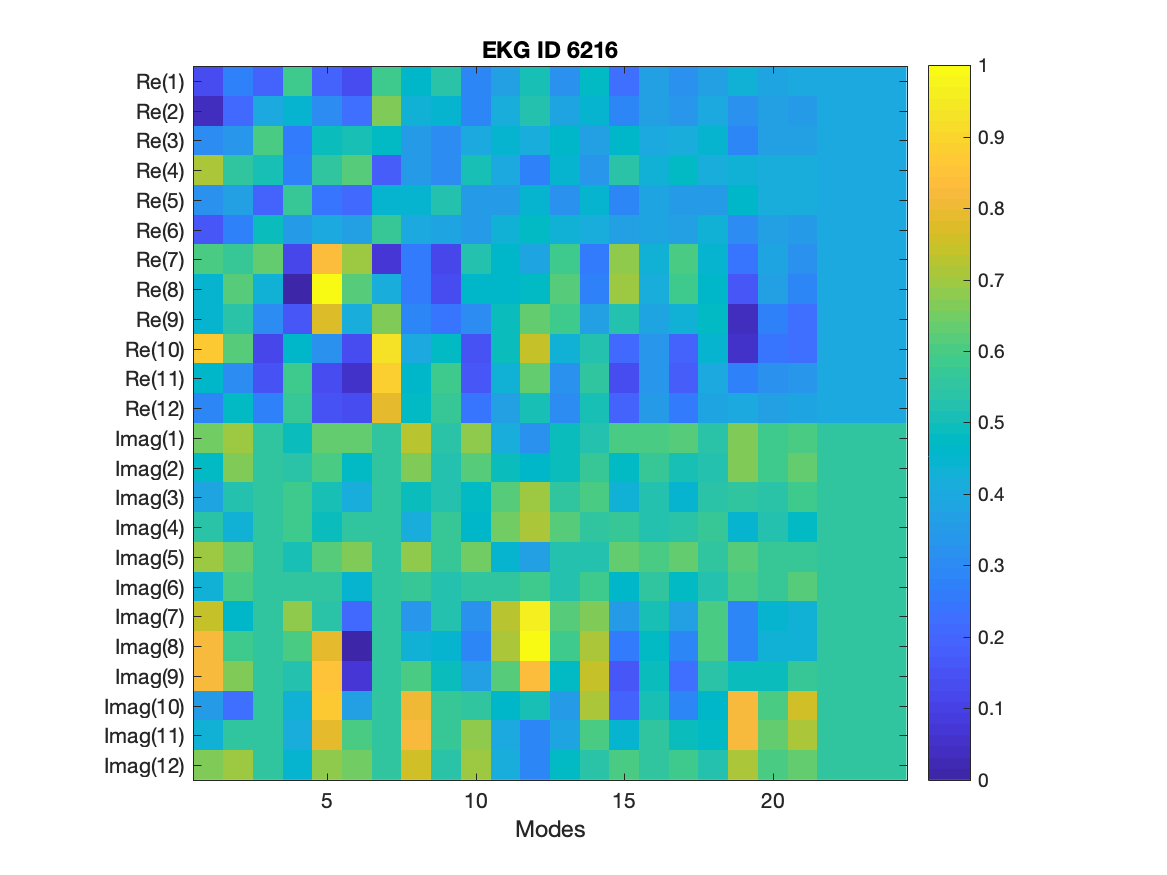 EKG ID 6216
Re(1)
Re(2)
Re(3)
Re(4)
Re(5)
Re(6)
Re(7)
Re(8)
Re(9)
Re(10)
Re(11)
Re(12)
Imag(1)
Imag(2)
Imag(3)
Imag(4)
Imag(5)
Imag(6)
Imag(7)
Imag(8)
Imag(9)
Imag(10)
Imag(11)
Imag(12)
5 10 15 20
Modes
1
0.9
0.8
0.7
0.6
0.5
0.4
0.3
0.2
0.1
0